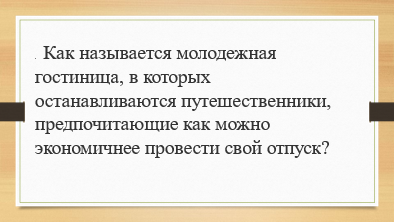 . Как называется молодежная
гостиница, в которых
останавливаются путешественники,
предпочитающие как можно
экономичнее провести свой отпуск?